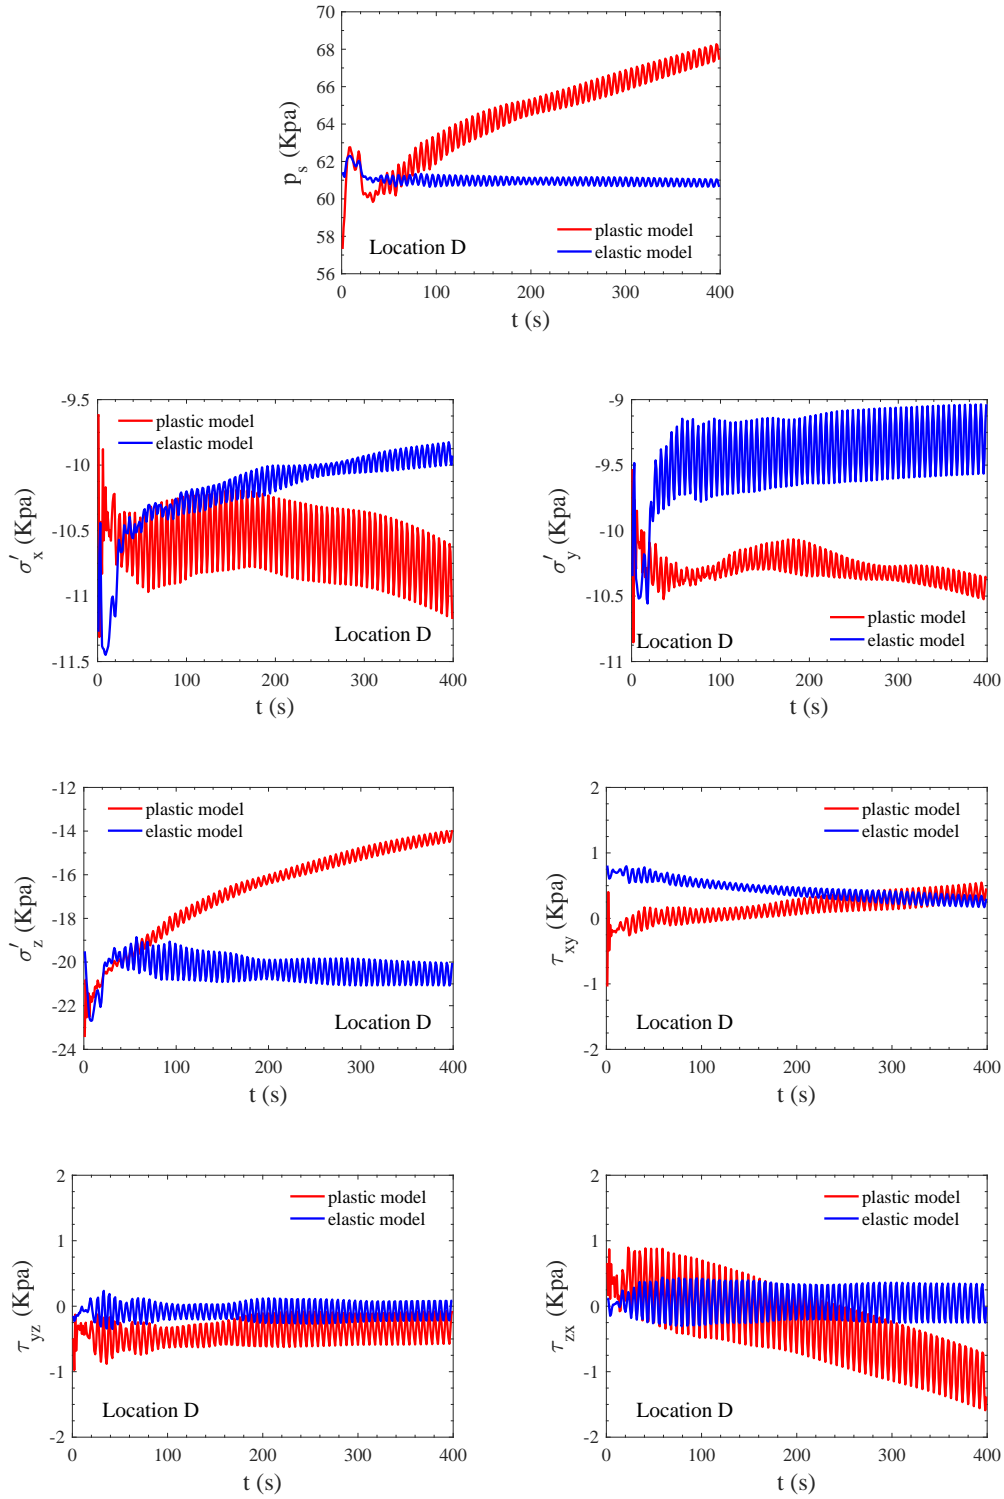 70
68
66
64
62
60
58
56
p_s (Kpa)
plastic model
elastic model
Location D
0 100 200 300 400
t (s)
-9.5
-10
-10.5
-11
-11.5
σ'_x (Kpa)
plastic model
elastic model
Location D
0 100 200 300 400
t (s)
-9
-9.5
-10
-10.5
-11
σ'_y (Kpa)
plastic model
elastic model
Location D
0 100 200 300 400
t (s)
-12
-14
-16
-18
-20
-22
-24
σ'_z (Kpa)
plastic model
elastic model
Location D
0 100 200 300 400
t (s)
2
1
0
-1
-2
τ_xy (Kpa)
plastic model
elastic model
Location D
0 100 200 300 400
t (s)
2
1
0
-1
-2
τ_yz (Kpa)
plastic model
elastic model
Location D
0 100 200 300 400
t (s)
2
1
0
-1
-2
τ_zx (Kpa)
plastic model
elastic model
Location D
0 100 200 300 400
t (s)